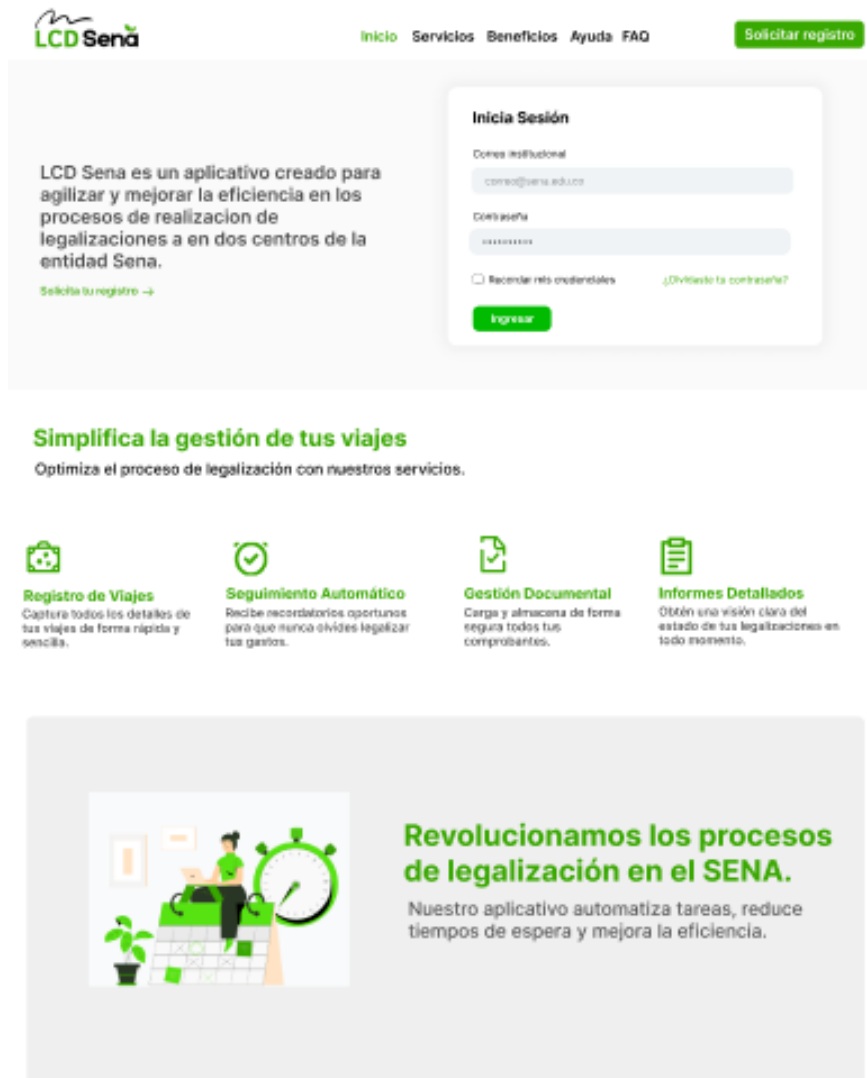 LCD Sena
Inicio Servicios Beneficios Ayuda FAQ
Solicitar registro
LCD Sena es un aplicativo creado para
agilizar y mejorar la eficiencia en los
procesos de realizacion de
legalizaciones a en dos centros de la
entidad Sena.
Solicita tu registro →
Inicia Sesión
Correo institucional
correo@sena.edu.co
Contraseña
**********
Recordar mis credenciales
¿Olvidaste tu contraseña?
Ingresar
Simplifica la gestión de tus viajes
Optimiza el proceso de legalización con nuestros servicios.
Registro de Viajes
Captura todos los detalles de
tus viajes de forma rápida y
sencilla.
Seguimiento Automático
Recibe recordatorios oportunos
para que nunca olvides legalizar
tus gastos.
Gestión Documental
Carga y almacena de forma
segura todos tus
comprobantes.
Informes Detallados
Obtén una visión clara del
estado de tus legalizaciones en
todo momento.
Revolucionamos los procesos
de legalización en el SENA.
Nuestro aplicativo automatiza tareas, reduce
tiempos de espera y mejora la eficiencia.